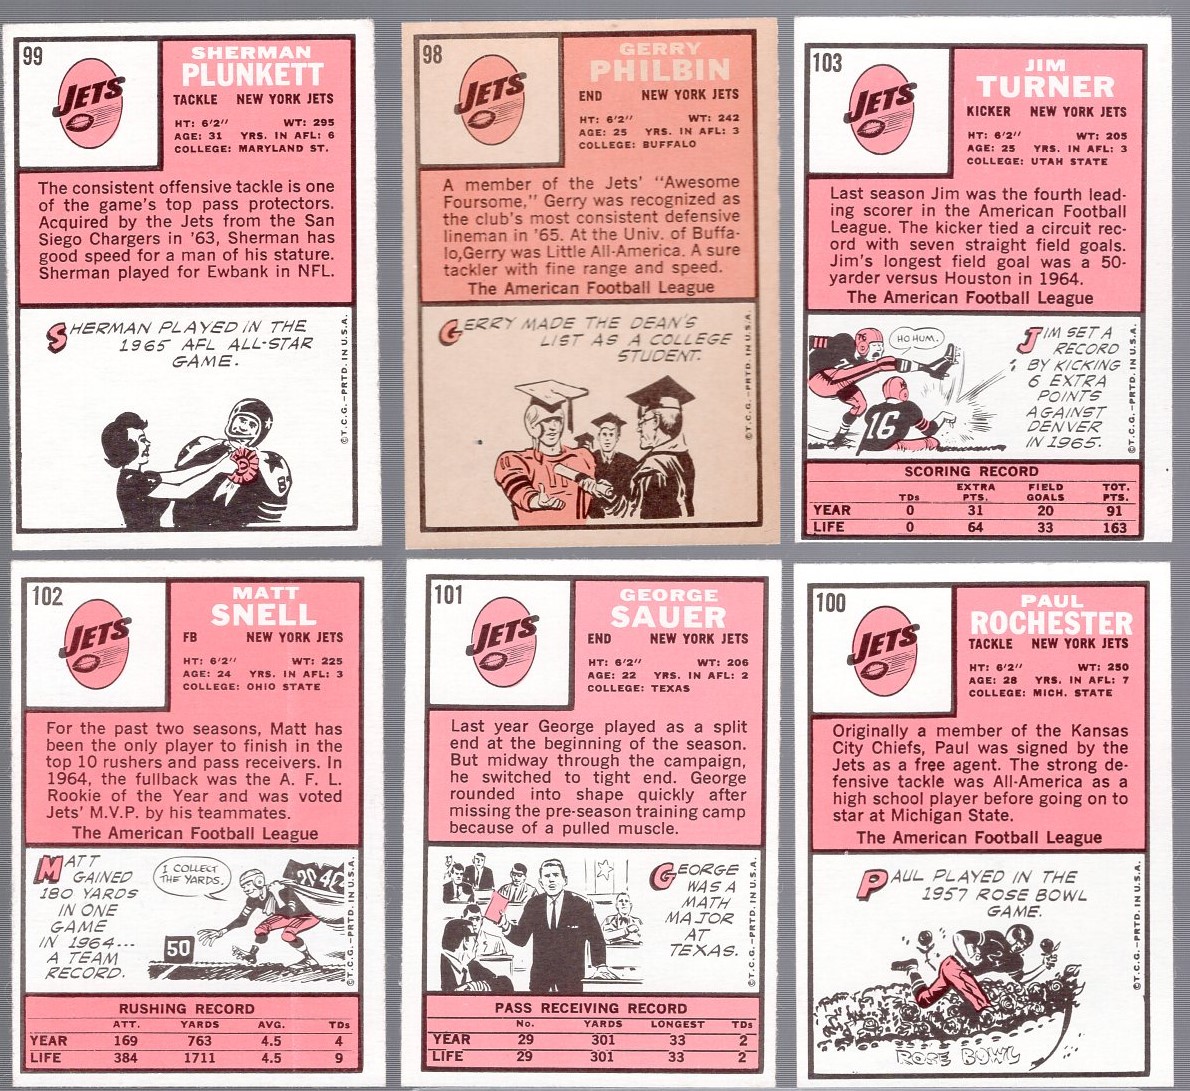 99
JETS
SHERMAN
PLUNKETT
TACKLE NEW YORK JETS
HT: 6'2" WT: 295
AGE: 31 YRS. IN AFL: 6
COLLEGE: MARYLAND ST.
The consistent offensive tackle is one
of the game's top pass protectors.
Acquired by the Jets from the San
Siego Chargers in '63, Sherman has
good speed for a man of his stature.
Sherman played for Ewbank in NFL.
SHERMAN PLAYED IN THE
1965 AFL ALL-STAR
GAME.
©T.C.G.-PRTD. IN U.S.A.
98
JETS
GERRY
PHILBIN
END NEW YORK JETS
HT: 6'2" WT: 242
AGE: 25 YRS. IN AFL: 3
COLLEGE: BUFFALO
A member of the Jets' "Awesome
Foursome," Gerry was recognized as
the club's most consistent defensive
lineman in '65. At the Univ. of Buffa-
lo,Gerry was Little All-America. A sure
tackler with fine range and speed.
The American Football League
GERRY MADE THE DEAN'S
LIST AS A COLLEGE
STUDENT.
©T.C.G.-PRTD. IN U.S.A.
103
JETS
JIM
TURNER
KICKER NEW YORK JETS
HT: 6'2" WT: 205
AGE: 25 YRS. IN AFL: 3
COLLEGE: UTAH STATE
Last season Jim was the fourth lead-
ing scorer in the American Football
League. The kicker tied a circuit rec-
ord with seven straight field goals.
Jim's longest field goal was a 50-
yarder versus Houston in 1964.
The American Football League
HO HUM.
76
16
JIM SET A
RECORD
BY KICKING
6 EXTRA
POINTS
AGAINST
DENVER
IN 1965.
©T.C.G.-PRTD. IN U.S.A.
SCORING RECORD
TDs EXTRA PTS. FIELD GOALS TOT. PTS.
YEAR 0 31 20 91
LIFE 0 64 33 163
102
JETS
MATT
SNELL
FB NEW YORK JETS
HT: 6'2" WT: 225
AGE: 24 YRS. IN AFL: 3
COLLEGE: OHIO STATE
For the past two seasons, Matt has
been the only player to finish in the
top 10 rushers and pass receivers. In
1964, the fullback was the A. F. L.
Rookie of the Year and was voted
Jets' M.V.P. by his teammates.
The American Football League
MATT
GAINED
180 YARDS
IN ONE
GAME
IN 1964...
A TEAM
RECORD.
I COLLECT
THE YARDS.
50
30 40
©T.C.G.-PRTD. IN U.S.A.
RUSHING RECORD
ATT. YARDS AVG. TDs
YEAR 169 763 4.5 4
LIFE 384 1711 4.5 9
101
JETS
GEORGE
SAUER
END NEW YORK JETS
HT: 6'2" WT: 206
AGE: 22 YRS. IN AFL: 2
COLLEGE: TEXAS
Last year George played as a split
end at the beginning of the season.
But midway through the campaign,
he switched to tight end. George
rounded into shape quickly after
missing the pre-season training camp
because of a pulled muscle.
GEORGE
WAS A
MATH
MAJOR
AT
TEXAS.
©T.C.G.-PRTD. IN U.S.A.
PASS RECEIVING RECORD
No. YARDS LONGEST TDs
YEAR 29 301 33 2
LIFE 29 301 33 2
100
JETS
PAUL
ROCHESTER
TACKLE NEW YORK JETS
HT: 6'2" WT: 250
AGE: 28 YRS. IN AFL: 7
COLLEGE: MICH. STATE
Originally a member of the Kansas
City Chiefs, Paul was signed by the
Jets as a free agent. The strong de-
fensive tackle was All-America as a
high school player before going on to
star at Michigan State.
The American Football League
PAUL PLAYED IN THE
1957 ROSE BOWL
GAME.
ROSE BOWL
©T.C.G.-PRTD. IN U.S.A.